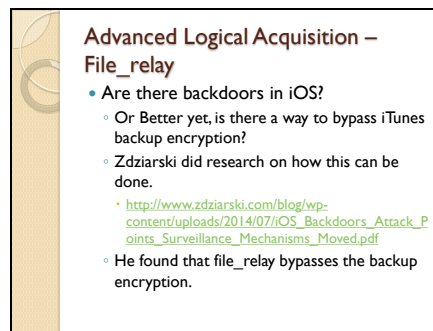 Advanced Logical Acquisition –
File_relay
• Are there backdoors in iOS?
◦ Or Better yet, is there a way to bypass iTunes
backup encryption?
◦ Zdziarski did research on how this can be
done.
http://www.zdziarski.com/blog/wp-
content/uploads/2014/07/iOS_Backdoors_Attack_P
oints_Surveillance_Mechanisms_Moved.pdf
◦ He found that file_relay bypasses the backup
encryption.